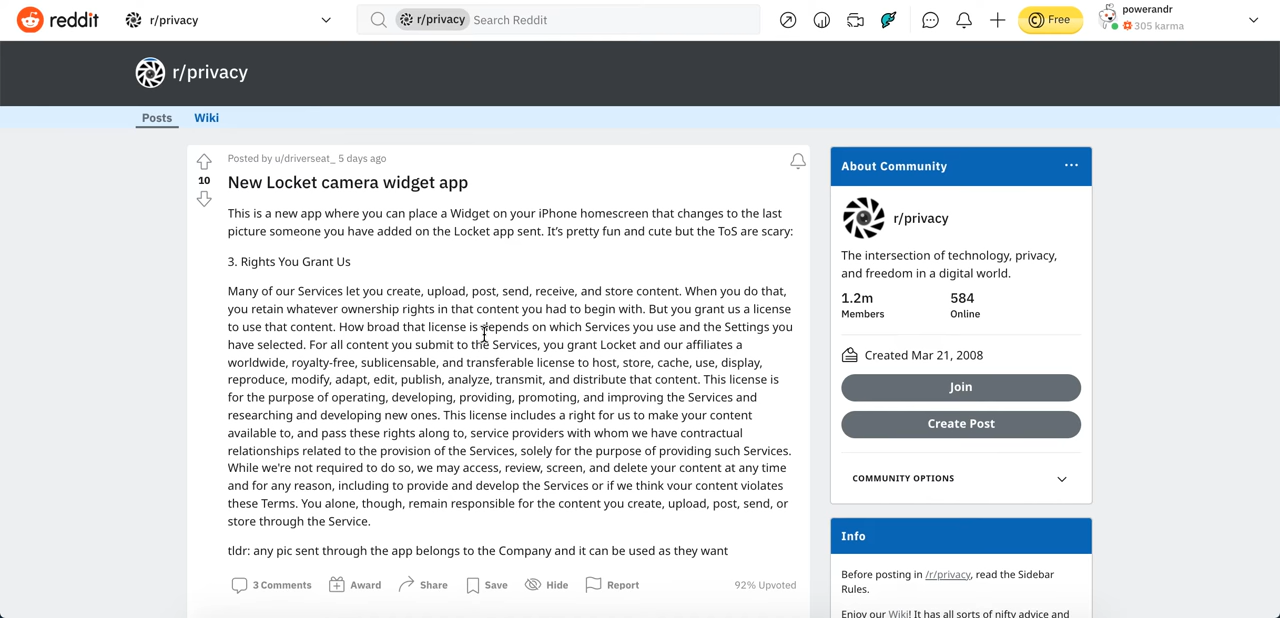 reddit
r/privacy
r/privacy Search Reddit
Free
powerandr
305 karma
r/privacy
Posts Wiki
Posted by u/driverseat_ 5 days ago
10
New Locket camera widget app
This is a new app where you can place a Widget on your iPhone homescreen that changes to the last
picture someone you have added on the Locket app sent. It's pretty fun and cute but the ToS are scary:
3. Rights You Grant Us
Many of our Services let you create, upload, post, send, receive, and store content. When you do that,
you retain whatever ownership rights in that content you had to begin with. But you grant us a license
to use that content. How broad that license is depends on which Services you use and the Settings you
have selected. For all content you submit to the Services, you grant Locket and our affiliates a
worldwide, royalty-free, sublicensable, and transferable license to host, store, cache, use, display,
reproduce, modify, adapt, edit, publish, analyze, transmit, and distribute that content. This license is
for the purpose of operating, developing, providing, promoting, and improving the Services and
researching and developing new ones. This license includes a right for us to make your content
available to, and pass these rights along to, service providers with whom we have contractual
relationships related to the provision of the Services, solely for the purpose of providing such Services.
While we're not required to do so, we may access, review, screen, and delete your content at any time
and for any reason, including to provide and develop the Services or if we think your content violates
these Terms. You alone, though, remain responsible for the content you create, upload, post, send, or
store through the Service.
tldr: any pic sent through the app belongs to the Company and it can be used as they want
3 Comments Award Share Save Hide Report 92% Upvoted
About Community
r/privacy
The intersection of technology, privacy,
and freedom in a digital world.
1.2m 584
Members Online
Created Mar 21, 2008
Join
Create Post
COMMUNITY OPTIONS
Info
Before posting in /r/privacy, read the Sidebar
Rules.
Enjoy our Wiki! It has all sorts of nifty advice and